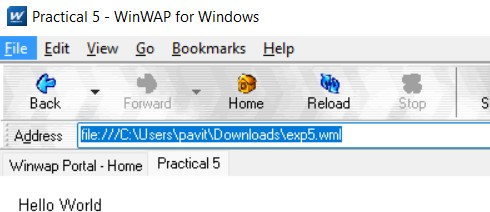 Practical 5 - WinWAP for Windows
File Edit View Go Bookmarks Help
Back Forward Home Reload Stop S
Address file:///C:\Users\pavit\Downloads\exp5.wml
Winwap Portal - Home Practical 5
Hello World